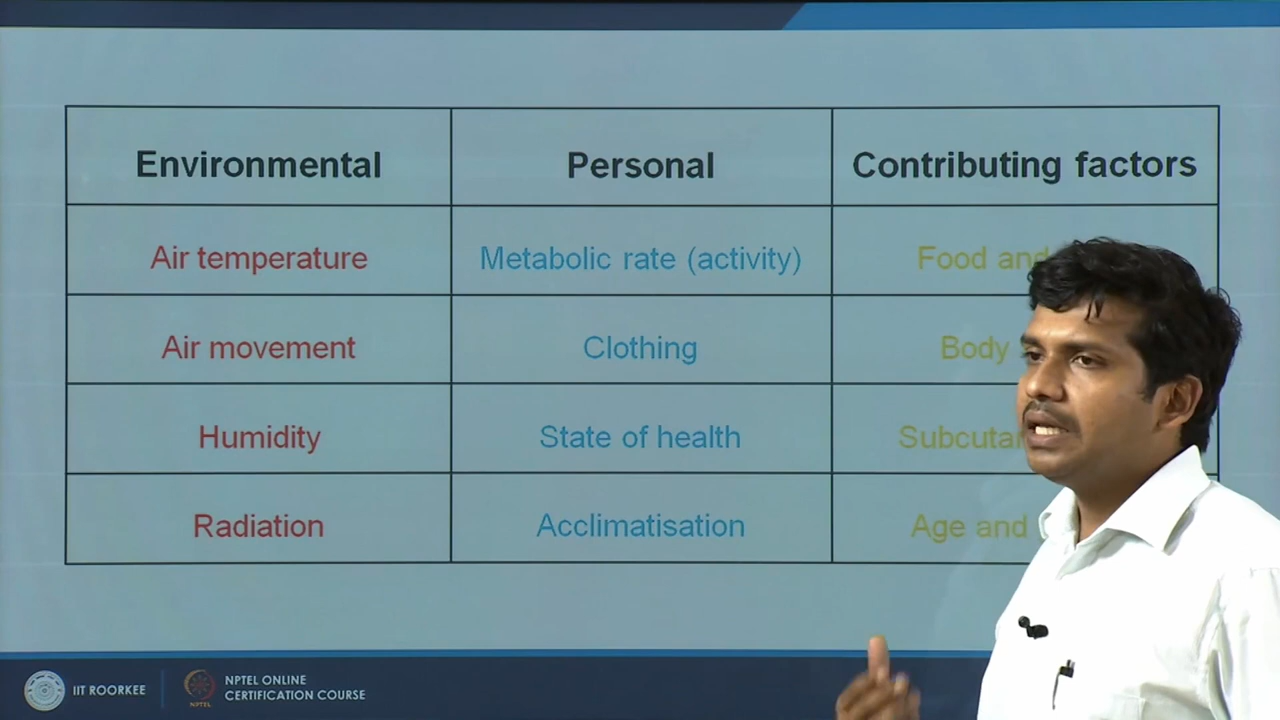 Environmental Personal Contributing factors
Air temperature Metabolic rate (activity) Food and
Air movement Clothing Body
Humidity State of health
Radiation Acclimatisation Age and
IIT ROORKEE
NPTEL
NPTEL ONLINE
CERTIFICATION COURSE